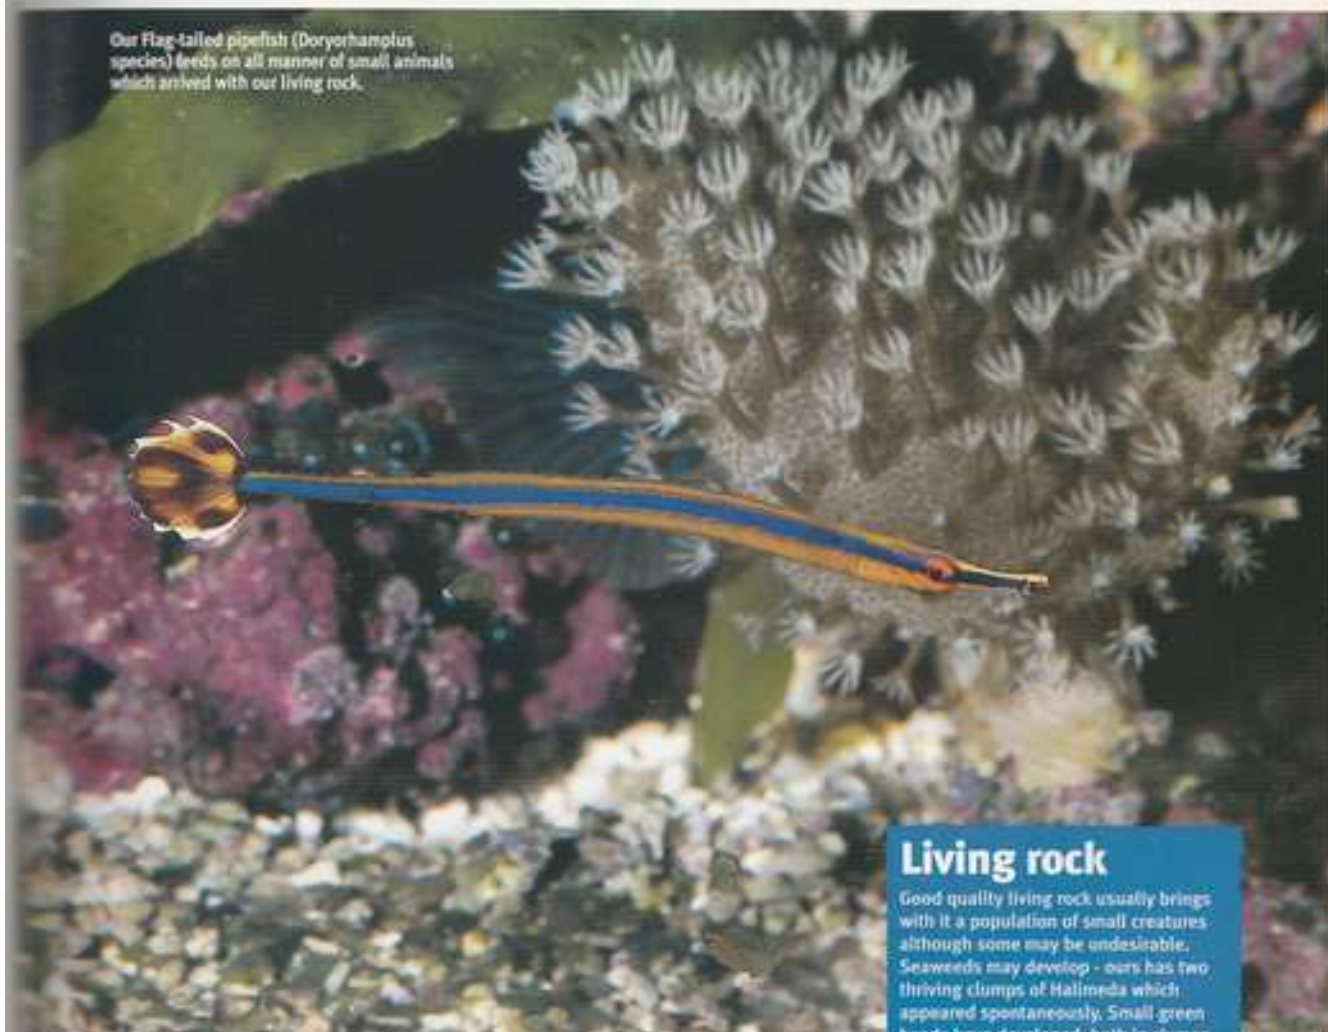 Our Flag-tailed pipefish (Doryorhamplus
species) feeds on all manner of small animals
which arrived with our living rock.
Living rock
Good quality living rock usually brings
with it a population of small creatures
although some may be undesirable.
Seaweeds may develop - ours has two
thriving clumps of Halimeda which
appeared spontaneously. Small green